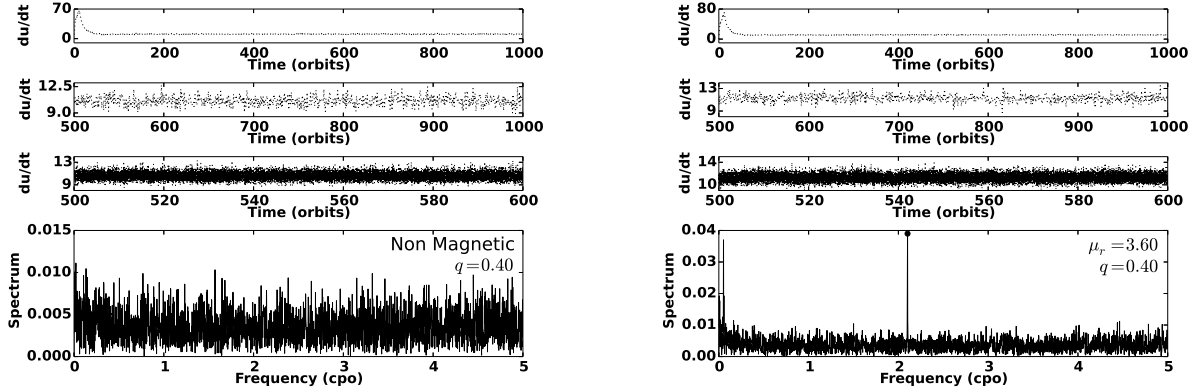 70
du/dt
0
0 200 400 600 800 1000
Time (orbits)
12.5
du/dt
9.0
500 600 700 800 900 1000
Time (orbits)
13
du/dt
9
500 520 540 560 580 600
Time (orbits)
0.015
Non Magnetic
q=0.40
0.010
Spectrum
0.005
0.000
0 1 2 3 4 5
Frequency (cpo)
80
du/dt
0
0 200 400 600 800 1000
Time (orbits)
13
du/dt
9
500 600 700 800 900 1000
Time (orbits)
14
du/dt
10
500 520 540 560 580 600
Time (orbits)
0.04
μr=3.60
q=0.40
0.03
Spectrum
0.02
0.01
0.00
0 1 2 3 4 5
Frequency (cpo)